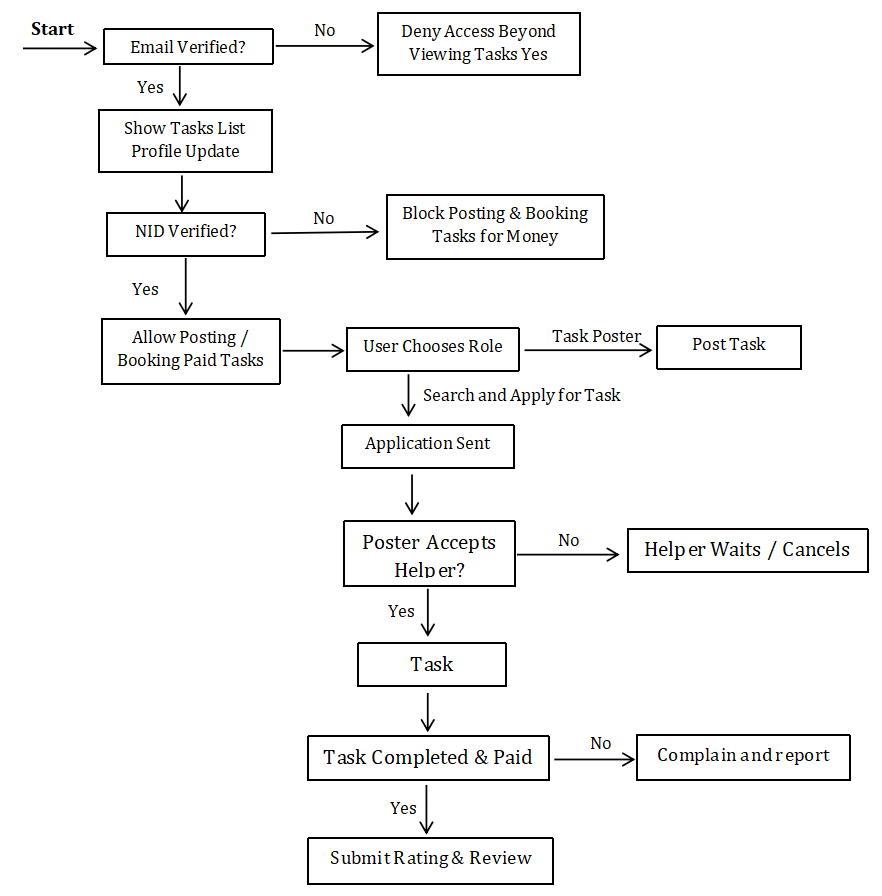 Start
Email Verified?
No
Deny Access Beyond
Viewing Tasks Yes
Yes
Show Tasks List
Profile Update
NID Verified?
No
Block Posting & Booking
Tasks for Money
Yes
Allow Posting /
Booking Paid Tasks
User Chooses Role
Task Poster
Post Task
Search and Apply for Task
Application Sent
Poster Accepts
Helper?
No
Helper Waits / Cancels
Yes
Task
Task Completed & Paid
No
Complain and report
Yes
Submit Rating & Review